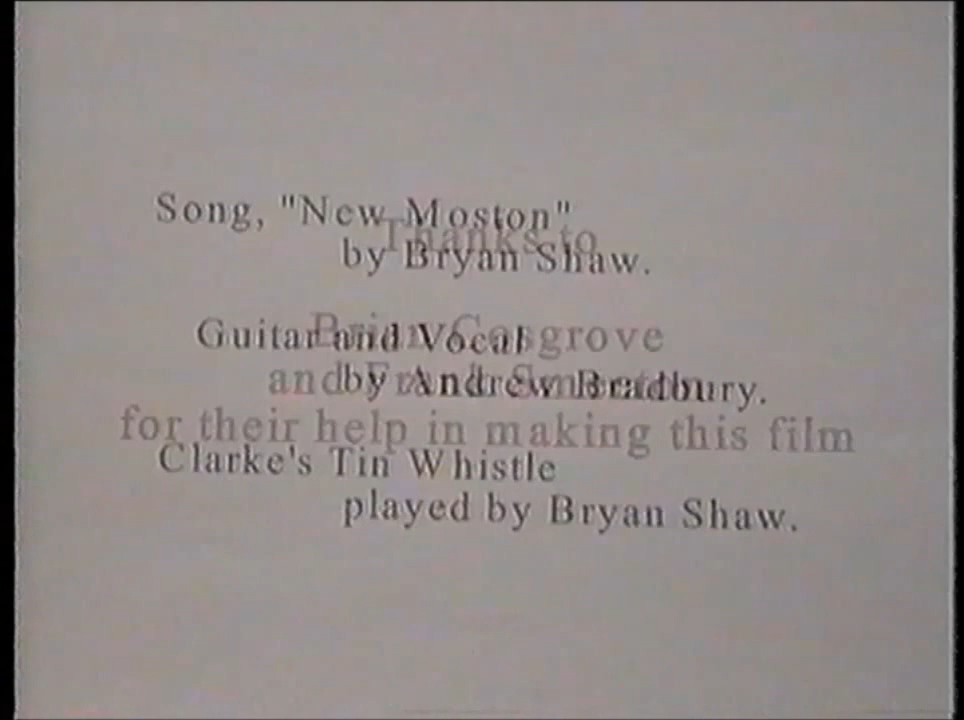 Song, "New Moston"
Thanks to
by Bryan Shaw.
Guitar and Vocal
Brian Cosgrove
by Andrew Bradbury.
and
for their help in making this film
Clarke's Tin Whistle
played by Bryan Shaw.